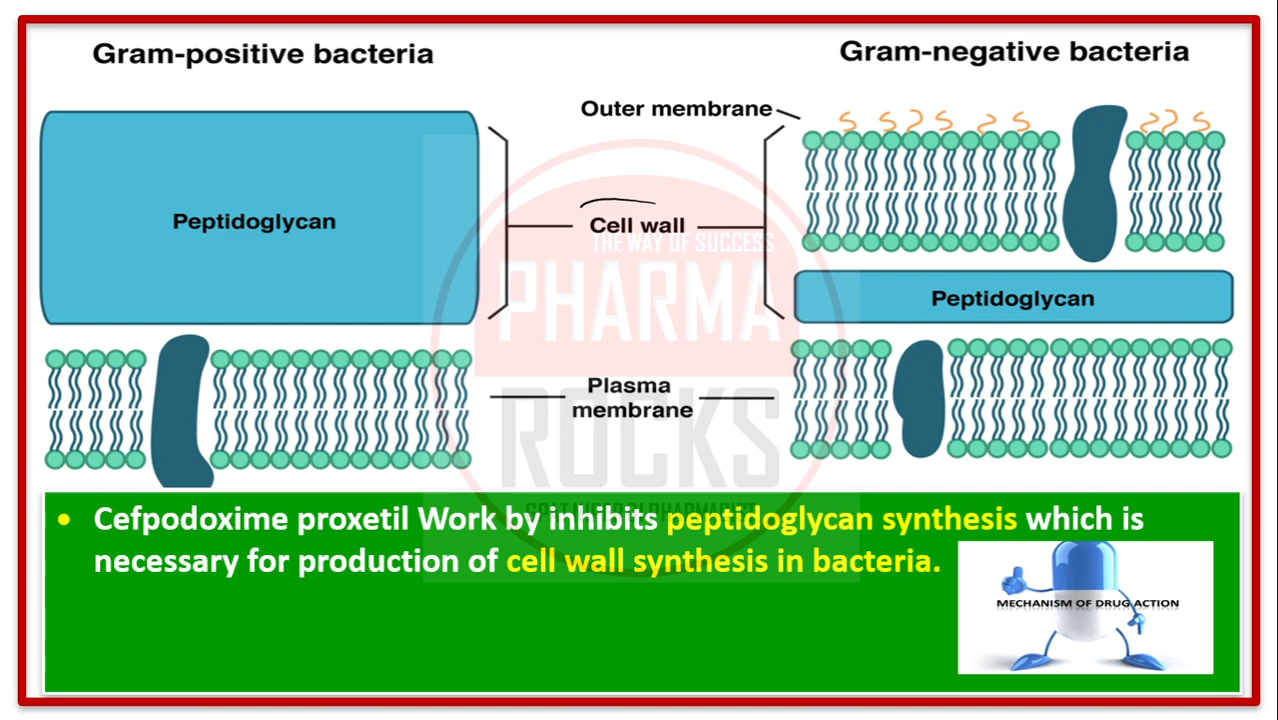 Gram-positive bacteria
Gram-negative bacteria
Outer membrane
Peptidoglycan
Cell wall
THE WAY OF SUCCESS
PHARMA
Peptidoglycan
Plasma
membrane
ROCKS
• Cefpodoxime proxetil Work by inhibits peptidoglycan synthesis which is
necessary for production of cell wall synthesis in bacteria.
MECHANISM OF DRUG ACTION